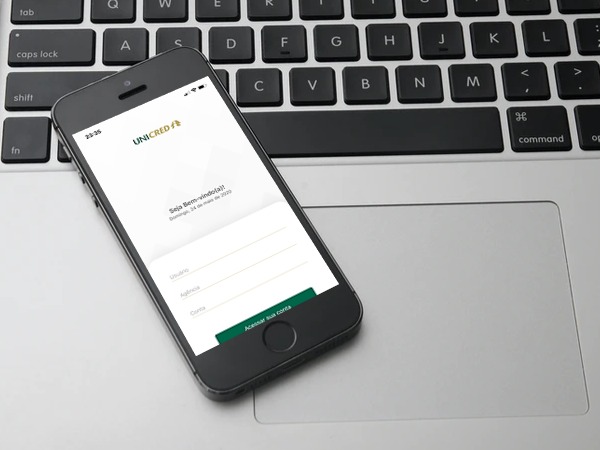 tab
Q W E R T Y U I O
caps lock A S D F G H J K L
shift C V B N M < , > .
fn ⌘ command
23:35
UNICRED
Seja Bem-vindo(a)!
Domingo, 24 de maio de 2020
Usuário
Agência
Conta
Acessar sua conta